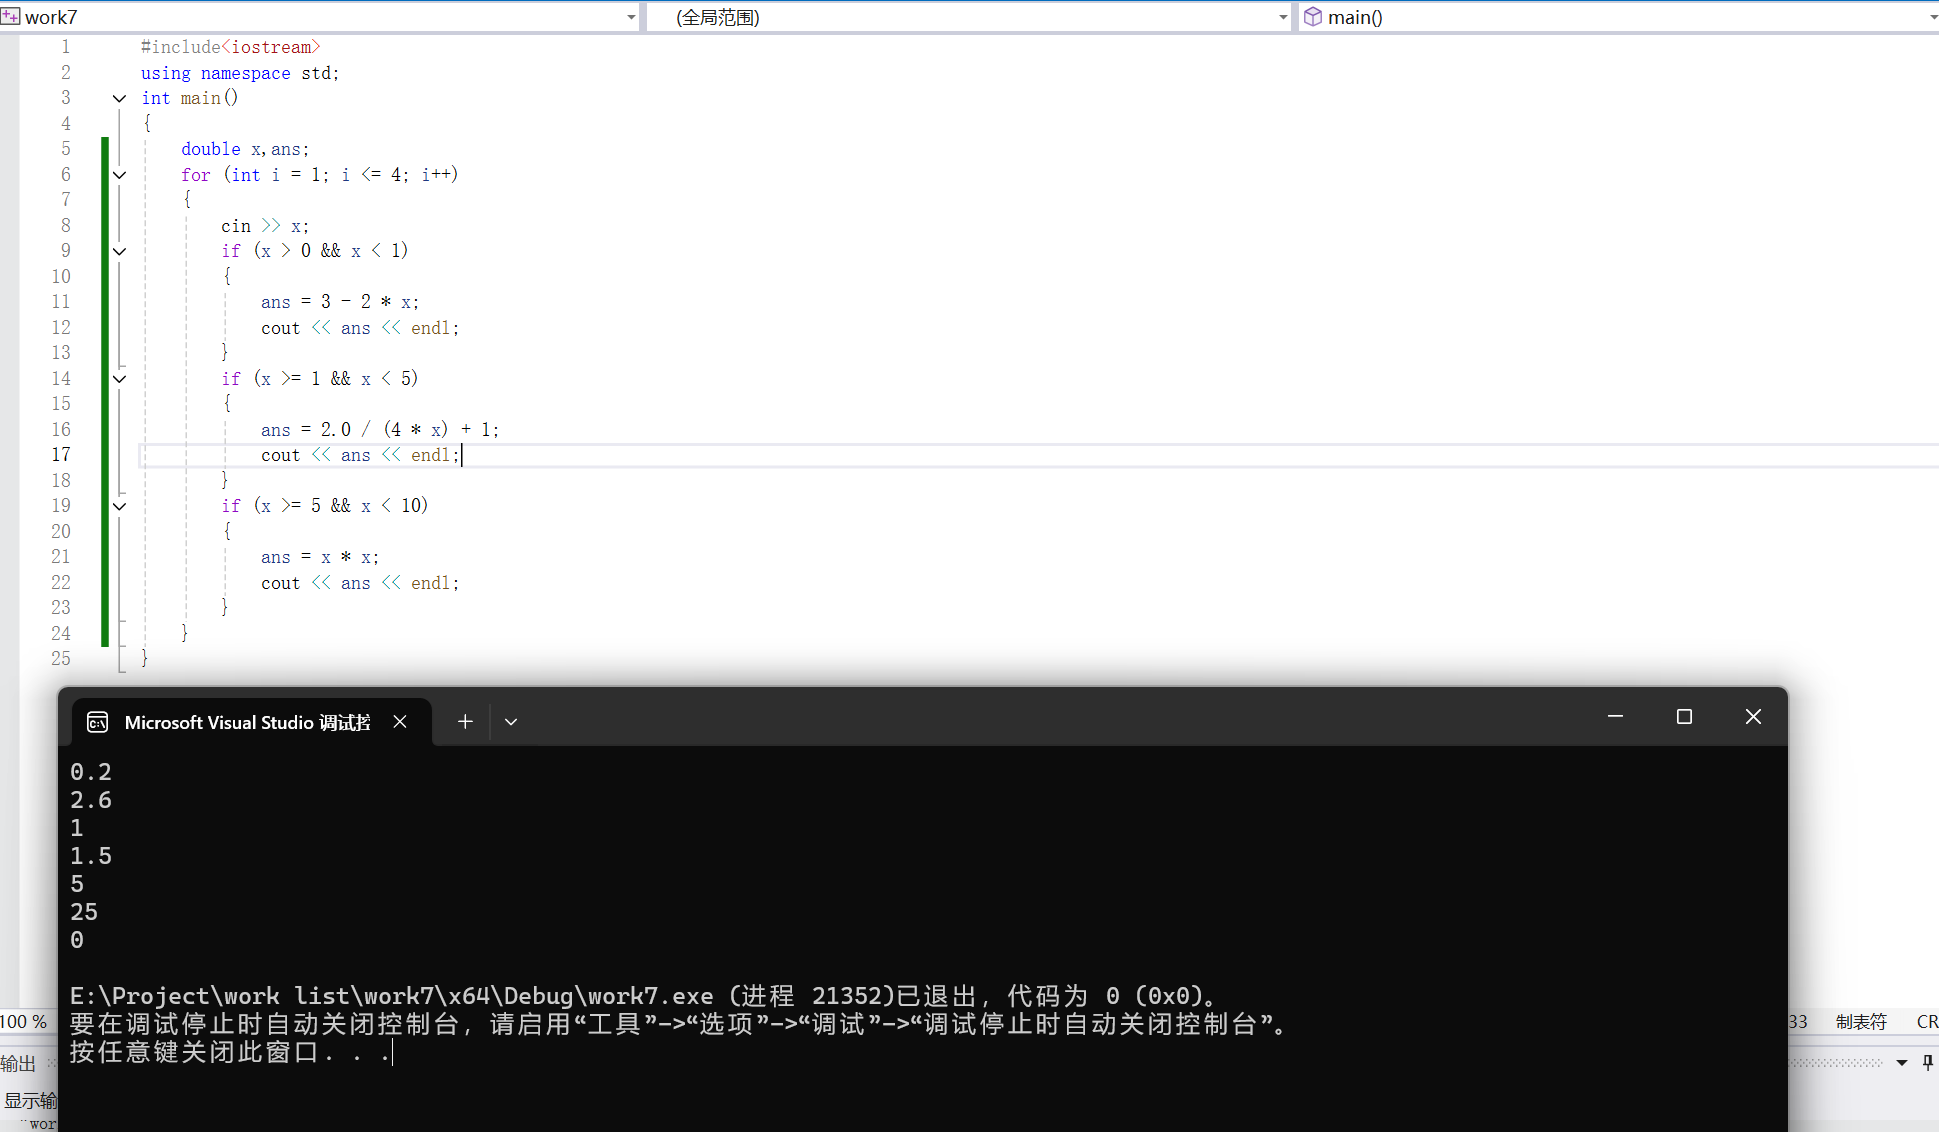 work7
(全局范围)
main()
1 #include<iostream>
2 using namespace std;
3 int main()
4 {
5 double x,ans;
6 for (int i = 1; i <= 4; i++)
7 {
8 cin >> x;
9 if (x > 0 && x < 1)
10 {
11 ans = 3 - 2 * x;
12 cout << ans << endl;
13 }
14 if (x >= 1 && x < 5)
15 {
16 ans = 2.0 / (4 * x) + 1;
17 cout << ans << endl;
18 }
19 if (x >= 5 && x < 10)
20 {
21 ans = x * x;
22 cout << ans << endl;
23 }
24 }
25 }
Microsoft Visual Studio 调试控
0.2
2.6
1
1.5
5
25
0
E:\Project\work list\work7\x64\Debug\work7.exe (进程 21352)已退出，代码为 0 (0x0)。
要在调试停止时自动关闭控制台，请启用“工具”->“选项”->“调试”->“调试停止时自动关闭控制台”。
按任意键关闭此窗口. . .
100 %
33
制表符
CR
输出
显示输
"wor